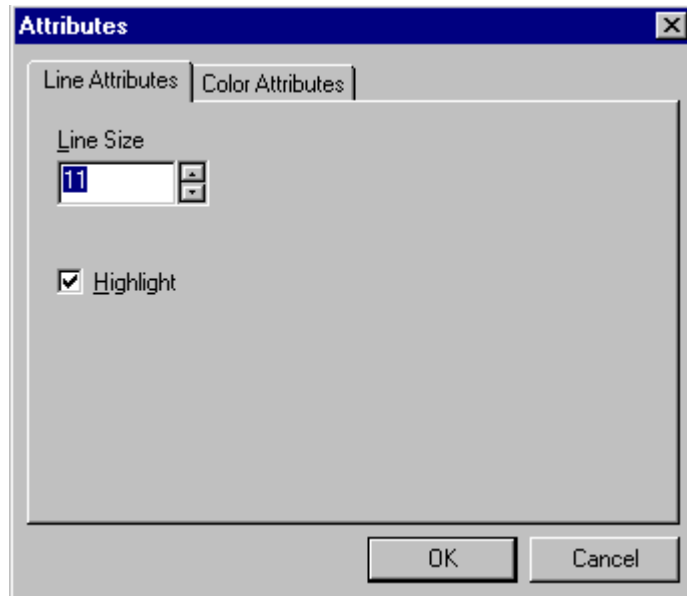 Attributes
Line Attributes Color Attributes
Line Size
11
Highlight
OK Cancel